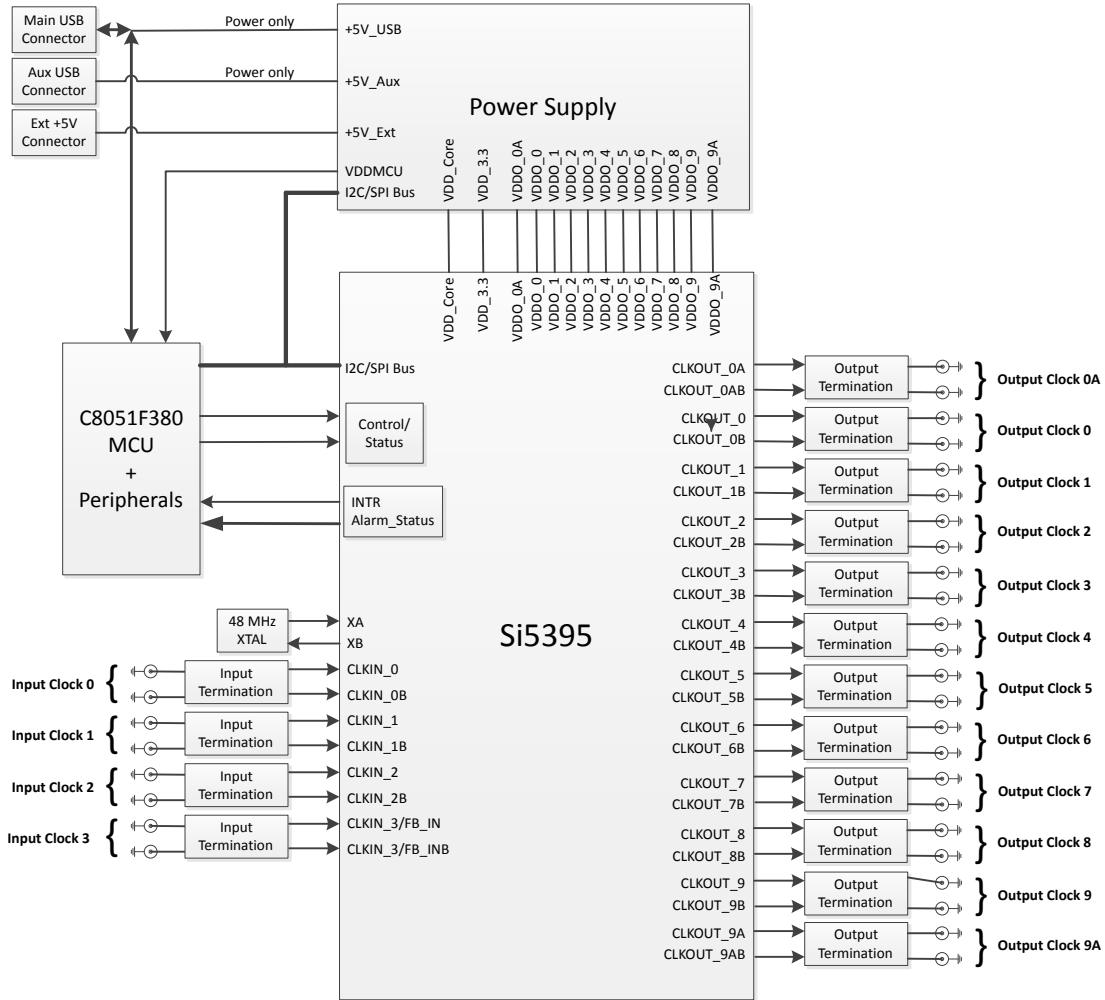 Main USB
Connector
Power only
+5V_USB
Aux USB
Connector
Power only
+5V_Aux
Ext +5V
Connector
+5V_Ext
Power Supply
VDDMCU
I2C/SPI Bus
VDD_Core
VDD_3.3
VDDO_0A
VDDO_0
VDDO_1
VDDO_2
VDDO_3
VDDO_4
VDDO_5
VDDO_6
VDDO_7
VDDO_8
VDDO_9
VDDO_9A
VDD_Core
VDD_3.3
VDDO_0A
VDDO_0
VDDO_1
VDDO_2
VDDO_3
VDDO_4
VDDO_5
VDDO_6
VDDO_7
VDDO_8
VDDO_9
VDDO_9A
C8051F380
MCU
+
Peripherals
I2C/SPI Bus
Control/
Status
INTR
Alarm_Status
48 MHz
XTAL
XA
XB
Si5395
Input Clock 0
Input
Termination
CLKIN_0
CLKIN_0B
Input Clock 1
Input
Termination
CLKIN_1
CLKIN_1B
Input Clock 2
Input
Termination
CLKIN_2
CLKIN_2B
Input Clock 3
Input
Termination
CLKIN_3/FB_IN
CLKIN_3/FB_INB
CLKOUT_0A
CLKOUT_0AB
Output
Termination
Output Clock 0A
CLKOUT_0
CLKOUT_0B
Output
Termination
Output Clock 0
CLKOUT_1
CLKOUT_1B
Output
Termination
Output Clock 1
CLKOUT_2
CLKOUT_2B
Output
Termination
Output Clock 2
CLKOUT_3
CLKOUT_3B
Output
Termination
Output Clock 3
CLKOUT_4
CLKOUT_4B
Output
Termination
Output Clock 4
CLKOUT_5
CLKOUT_5B
Output
Termination
Output Clock 5
CLKOUT_6
CLKOUT_6B
Output
Termination
Output Clock 6
CLKOUT_7
CLKOUT_7B
Output
Termination
Output Clock 7
CLKOUT_8
CLKOUT_8B
Output
Termination
Output Clock 8
CLKOUT_9
CLKOUT_9B
Output
Termination
Output Clock 9
CLKOUT_9A
CLKOUT_9AB
Output
Termination
Output Clock 9A